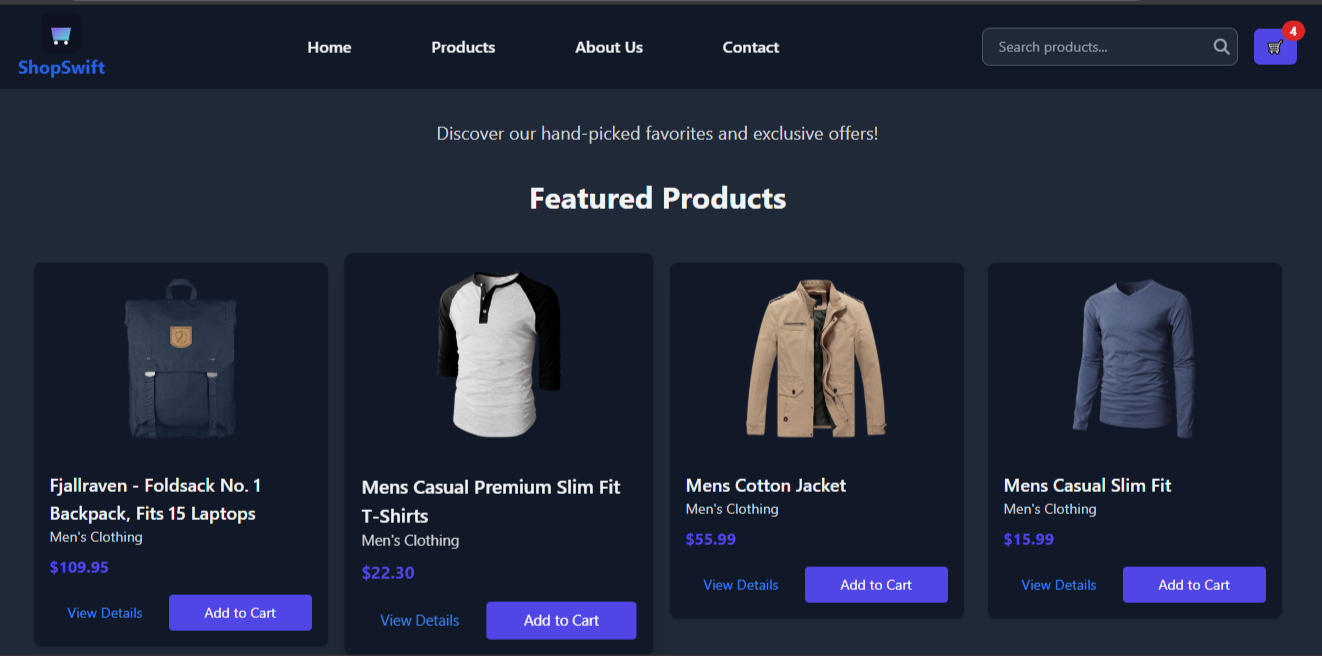 ShopSwift
Home
Products
About Us
Contact
Search products...
4
Discover our hand-picked favorites and exclusive offers!
Featured Products
Fjallraven - Foldsack No. 1
Backpack, Fits 15 Laptops
Men's Clothing
$109.95
View Details
Add to Cart
Mens Casual Premium Slim Fit
T-Shirts
Men's Clothing
$22.30
View Details
Add to Cart
Mens Cotton Jacket
Men's Clothing
$55.99
View Details
Add to Cart
Mens Casual Slim Fit
Men's Clothing
$15.99
View Details
Add to Cart